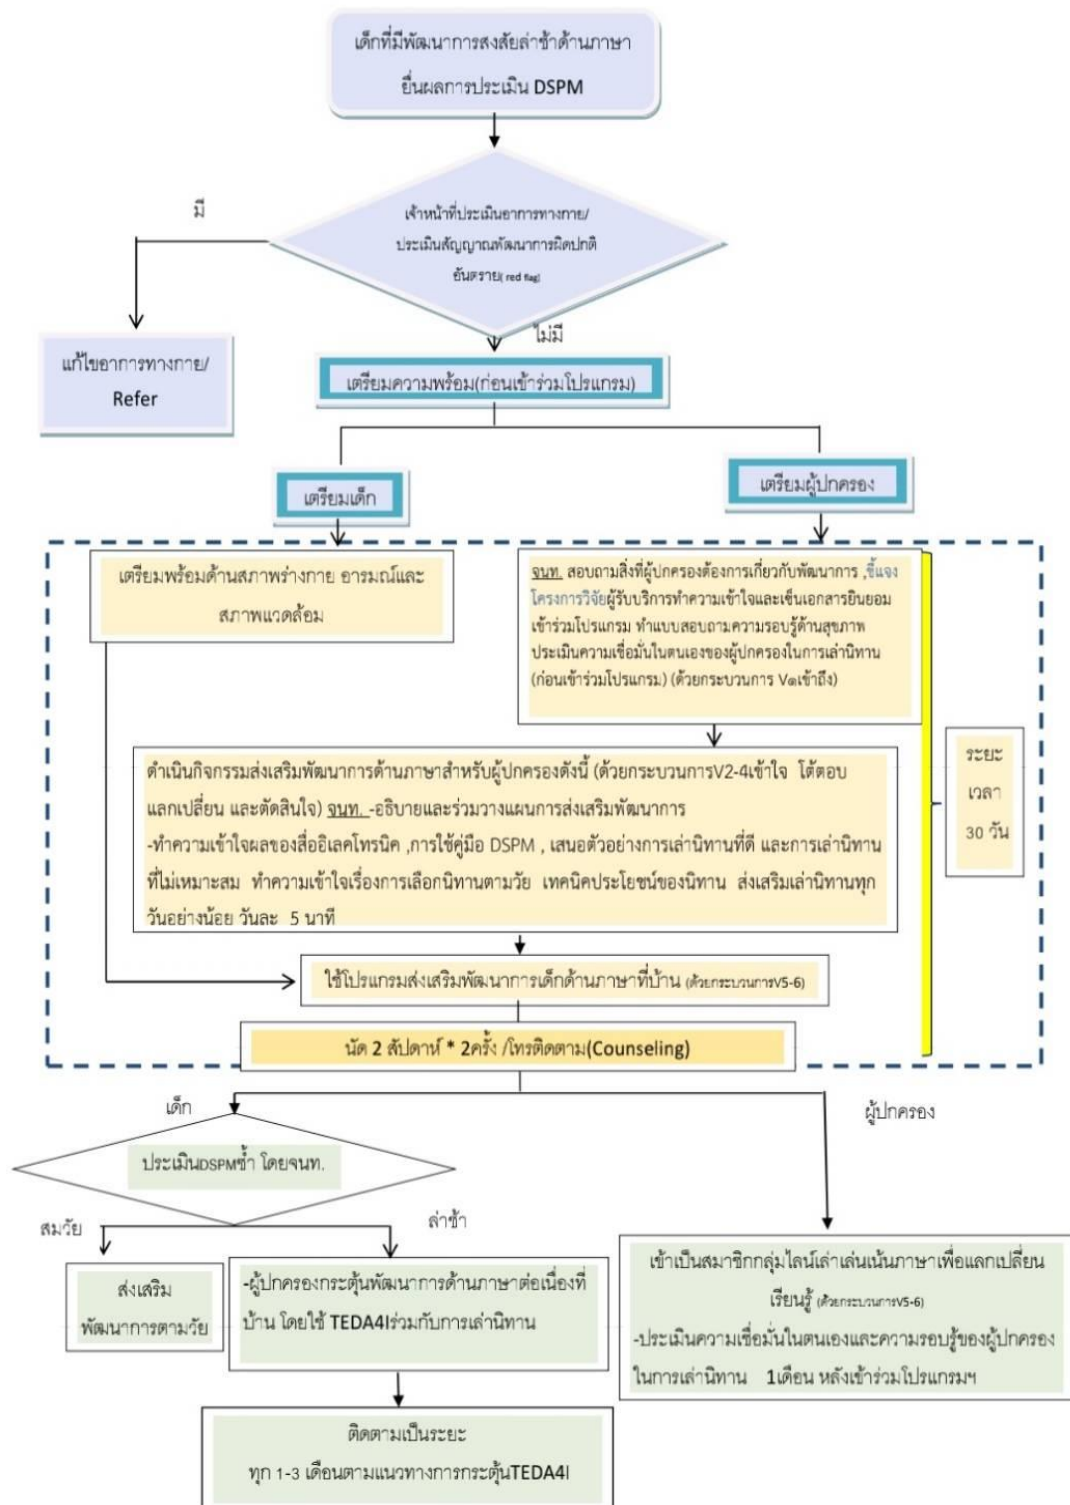 เด็กที่มีพัฒนาการสงสัยล่าช้าด้านภาษา
ยื่นผลการประเมิน DSPM
มี
เจ้าหน้าที่ประเมินอาการทางกาย/
ประเมินสัญญาณพัฒนาการผิดปกติ
อันตราย( red flag)
ไม่มี
แก้ไขอาการทางกาย/
Refer
เตรียมความพร้อม(ก่อนเข้าร่วมโปรแกรม)
เตรียมเด็ก
เตรียมผู้ปกครอง
เตรียมพร้อมด้านสภาพร่างกาย อารมณ์และ
สภาพแวดล้อม
จนท. สอบถามสิ่งที่ผู้ปกครองต้องการเกี่ยวกับพัฒนาการ ,ชี้แจง
โครงการวิจัยผู้รับบริการทำความเข้าใจและเซ็นเอกสารยินยอม
เข้าร่วมโปรแกรม ทำแบบสอบถามความรอบรู้ด้านสุขภาพ
ประเมินความเชื่อมั่นในตนเองของผู้ปกครองในการเล่านิทาน
(ก่อนเข้าร่วมโปรแกรม) (ด้วยกระบวนการ V๑เข้าถึง)
ระยะ
เวลา
30 วัน
ดำเนินกิจกรรมส่งเสริมพัฒนาการด้านภาษาสำหรับผู้ปกครองดังนี้ (ด้วยกระบวนการV2-4เข้าใจ โต้ตอบ
แลกเปลี่ยน และตัดสินใจ) จนท. -อธิบายและร่วมวางแผนการส่งเสริมพัฒนาการ
-ทำความเข้าใจผลของสื่ออิเลคโทรนิค ,การใช้คู่มือ DSPM , เสนอตัวอย่างการเล่านิทานที่ดี และการเล่านิทาน
ที่ไม่เหมาะสม ทำความเข้าใจเรื่องการเลือกนิทานตามวัย เทคนิคประโยชน์ของนิทาน ส่งเสริมเล่านิทานทุก
วันอย่างน้อย วันละ 5 นาที
ใช้โปรแกรมส่งเสริมพัฒนาการเด็กด้านภาษาที่บ้าน (ด้วยกระบวนการV5-6)
นัด 2 สัปดาห์ * 2ครั้ง /โทรติดตาม(Counseling)
เด็ก
ผู้ปกครอง
ประเมินDSPMซ้ำ โดยจนท.
สมวัย
ล่าช้า
ส่งเสริม
พัฒนาการตามวัย
-ผู้ปกครองกระตุ้นพัฒนาการด้านภาษาต่อเนื่องที่
บ้าน โดยใช้ TEDA4Iร่วมกับการเล่านิทาน
เข้าเป็นสมาชิกกลุ่มไลน์เล่าเล่นเน้นภาษาเพื่อแลกเปลี่ยน
เรียนรู้ (ด้วยกระบวนการV5-6)
-ประเมินความเชื่อมั่นในตนเองและความรอบรู้ของผู้ปกครอง
ในการเล่านิทาน 1เดือน หลังเข้าร่วมโปรแกรมฯ
ติดตามเป็นระยะ
ทุก 1-3 เดือนตามแนวทางการกระตุ้นTEDA4I